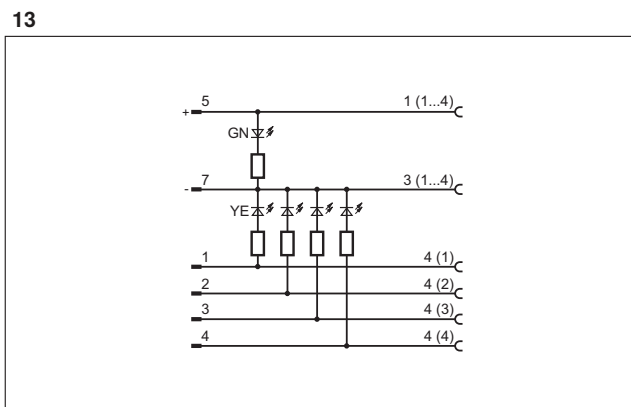 13
+ 5 1 (1...4)
GN
- 7 3 (1...4)
YE
1 4 (1)
2 4 (2)
3 4 (3)
4 4 (4)